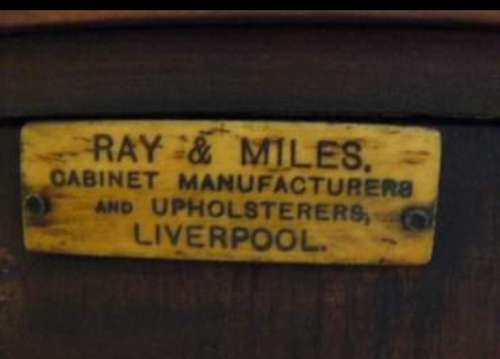 RAY & MILES.
CABINET MANUFACTURERS
AND UPHOLSTERERS,
LIVERPOOL.